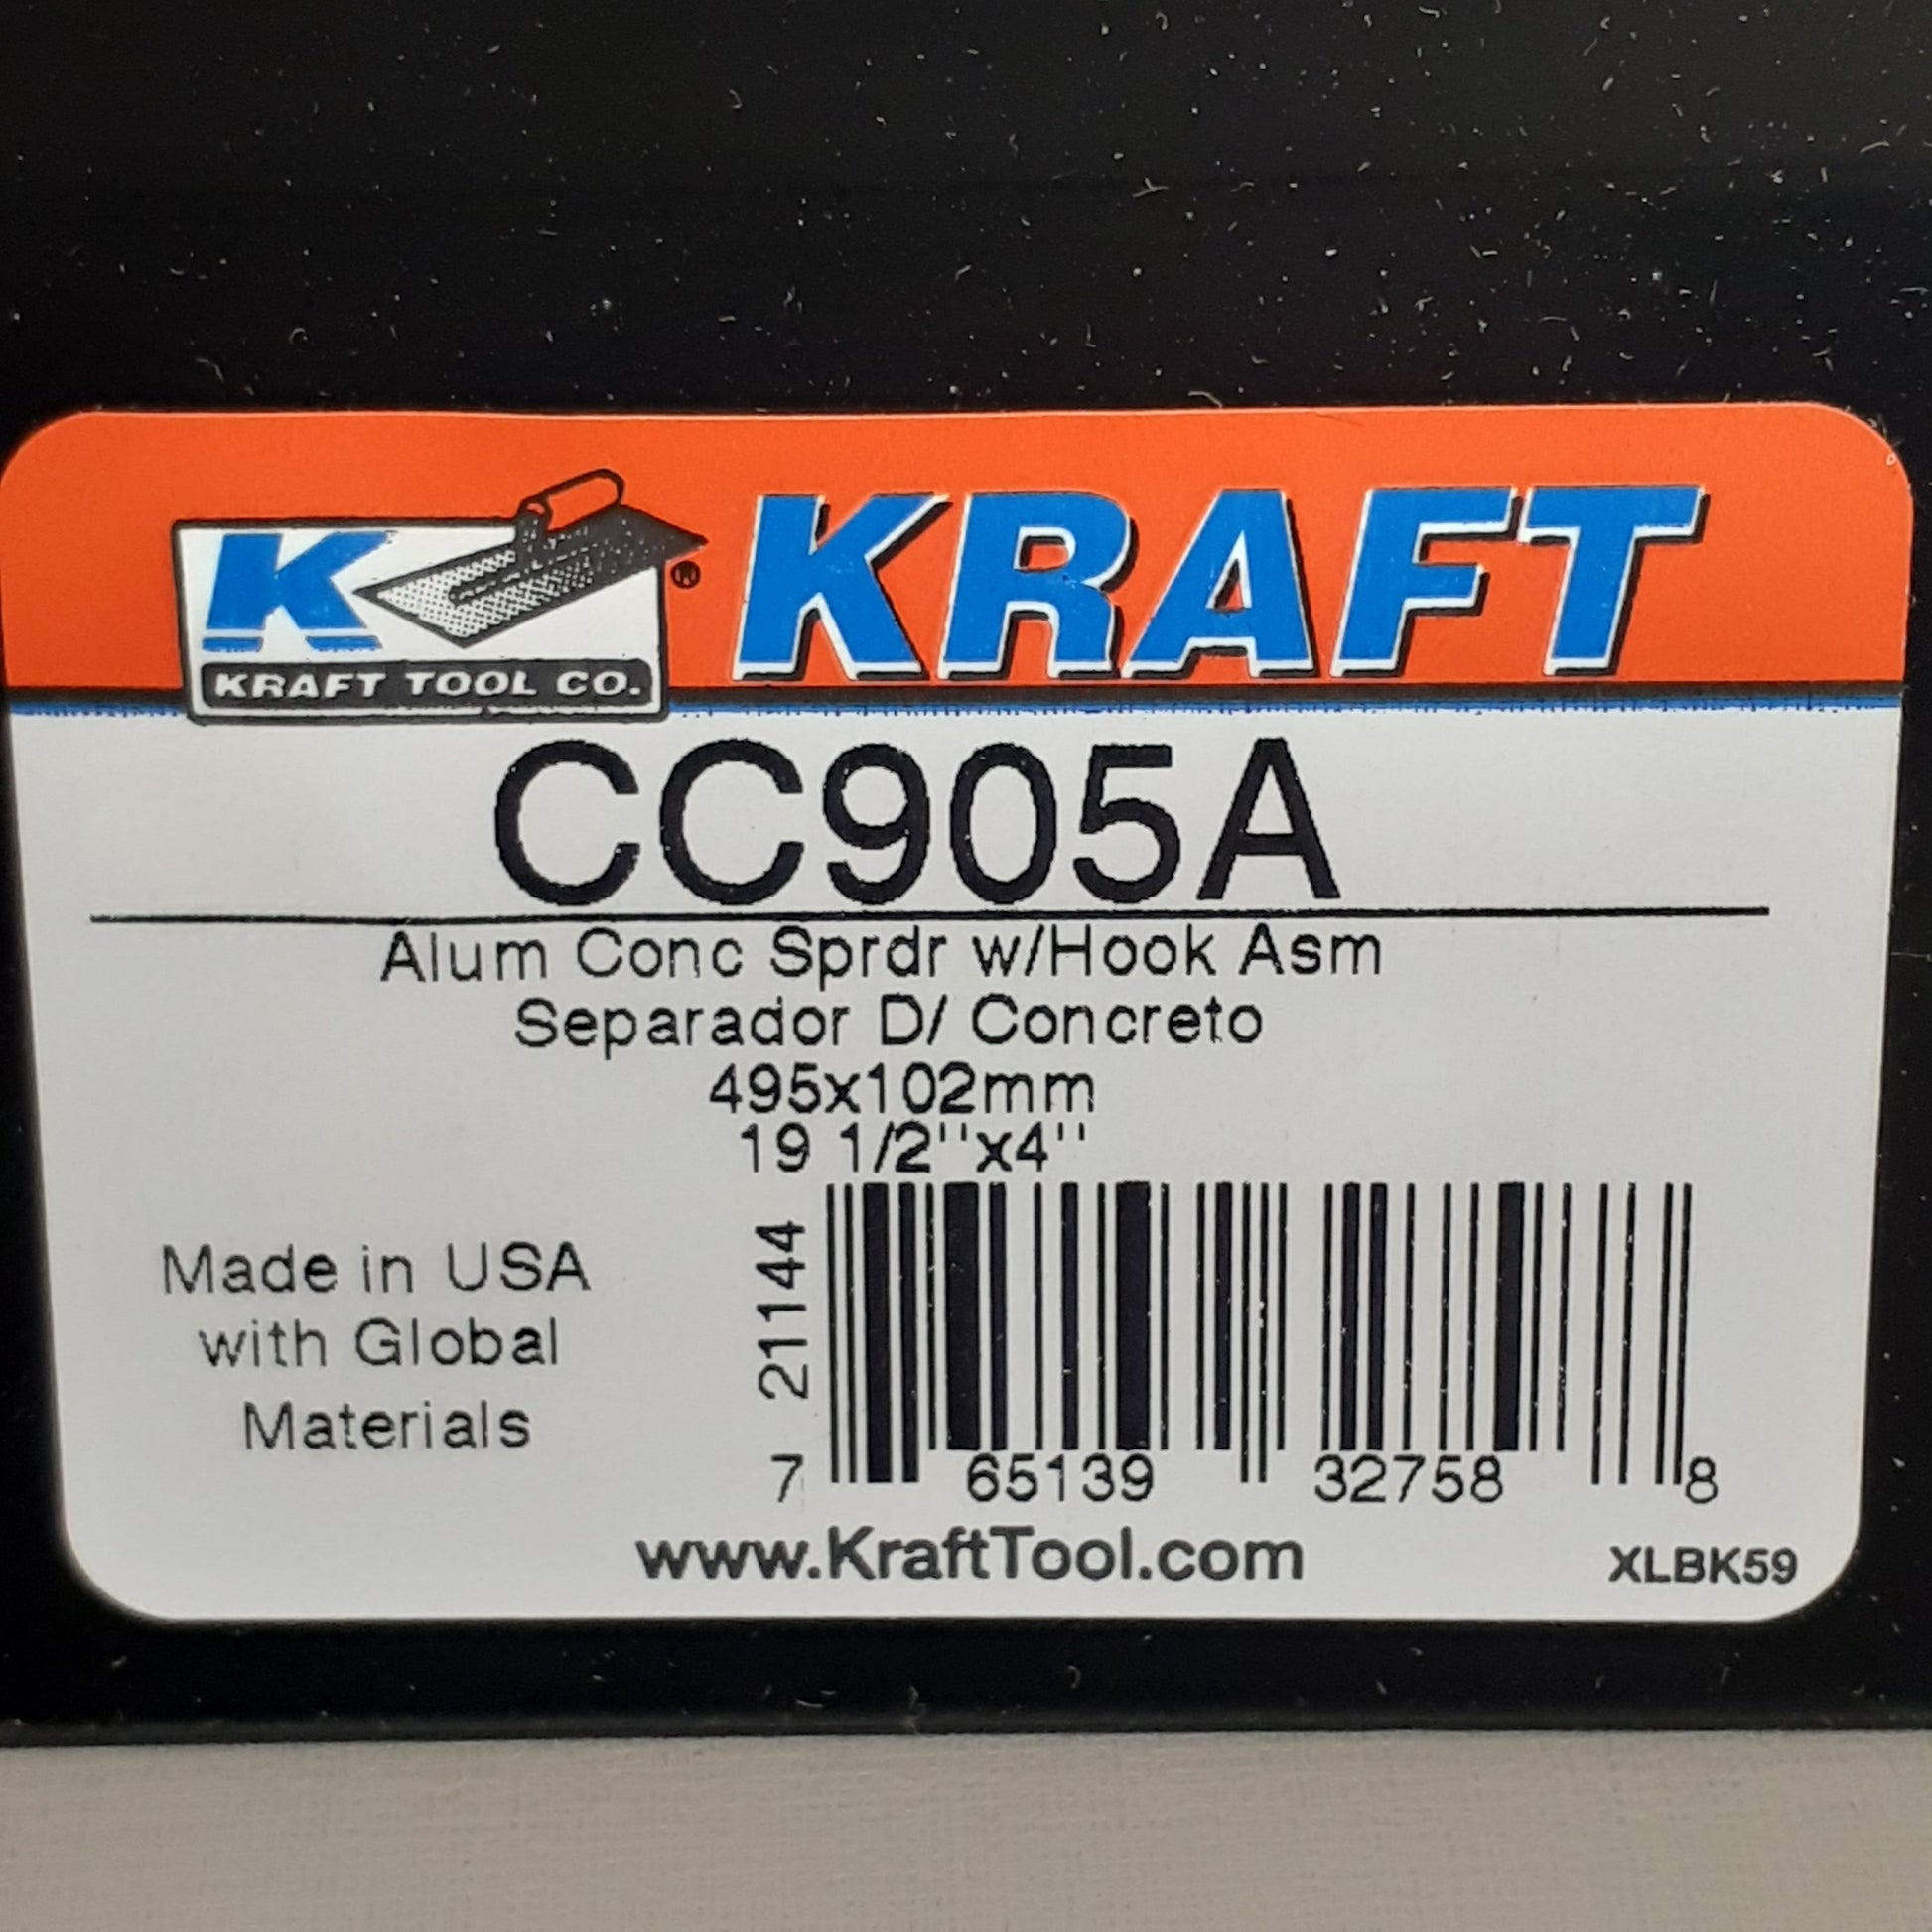 K
KRAFT TOOL CO.
®
KRAFT
CC905A
Alum Conc Sprdr w/Hook Asm
Separador D/ Concreto
495x102mm
19 1/2"x4"
Made in USA
with Global
Materials
21144
7 65139 32758 8
www.KraftTool.com
XLBK59